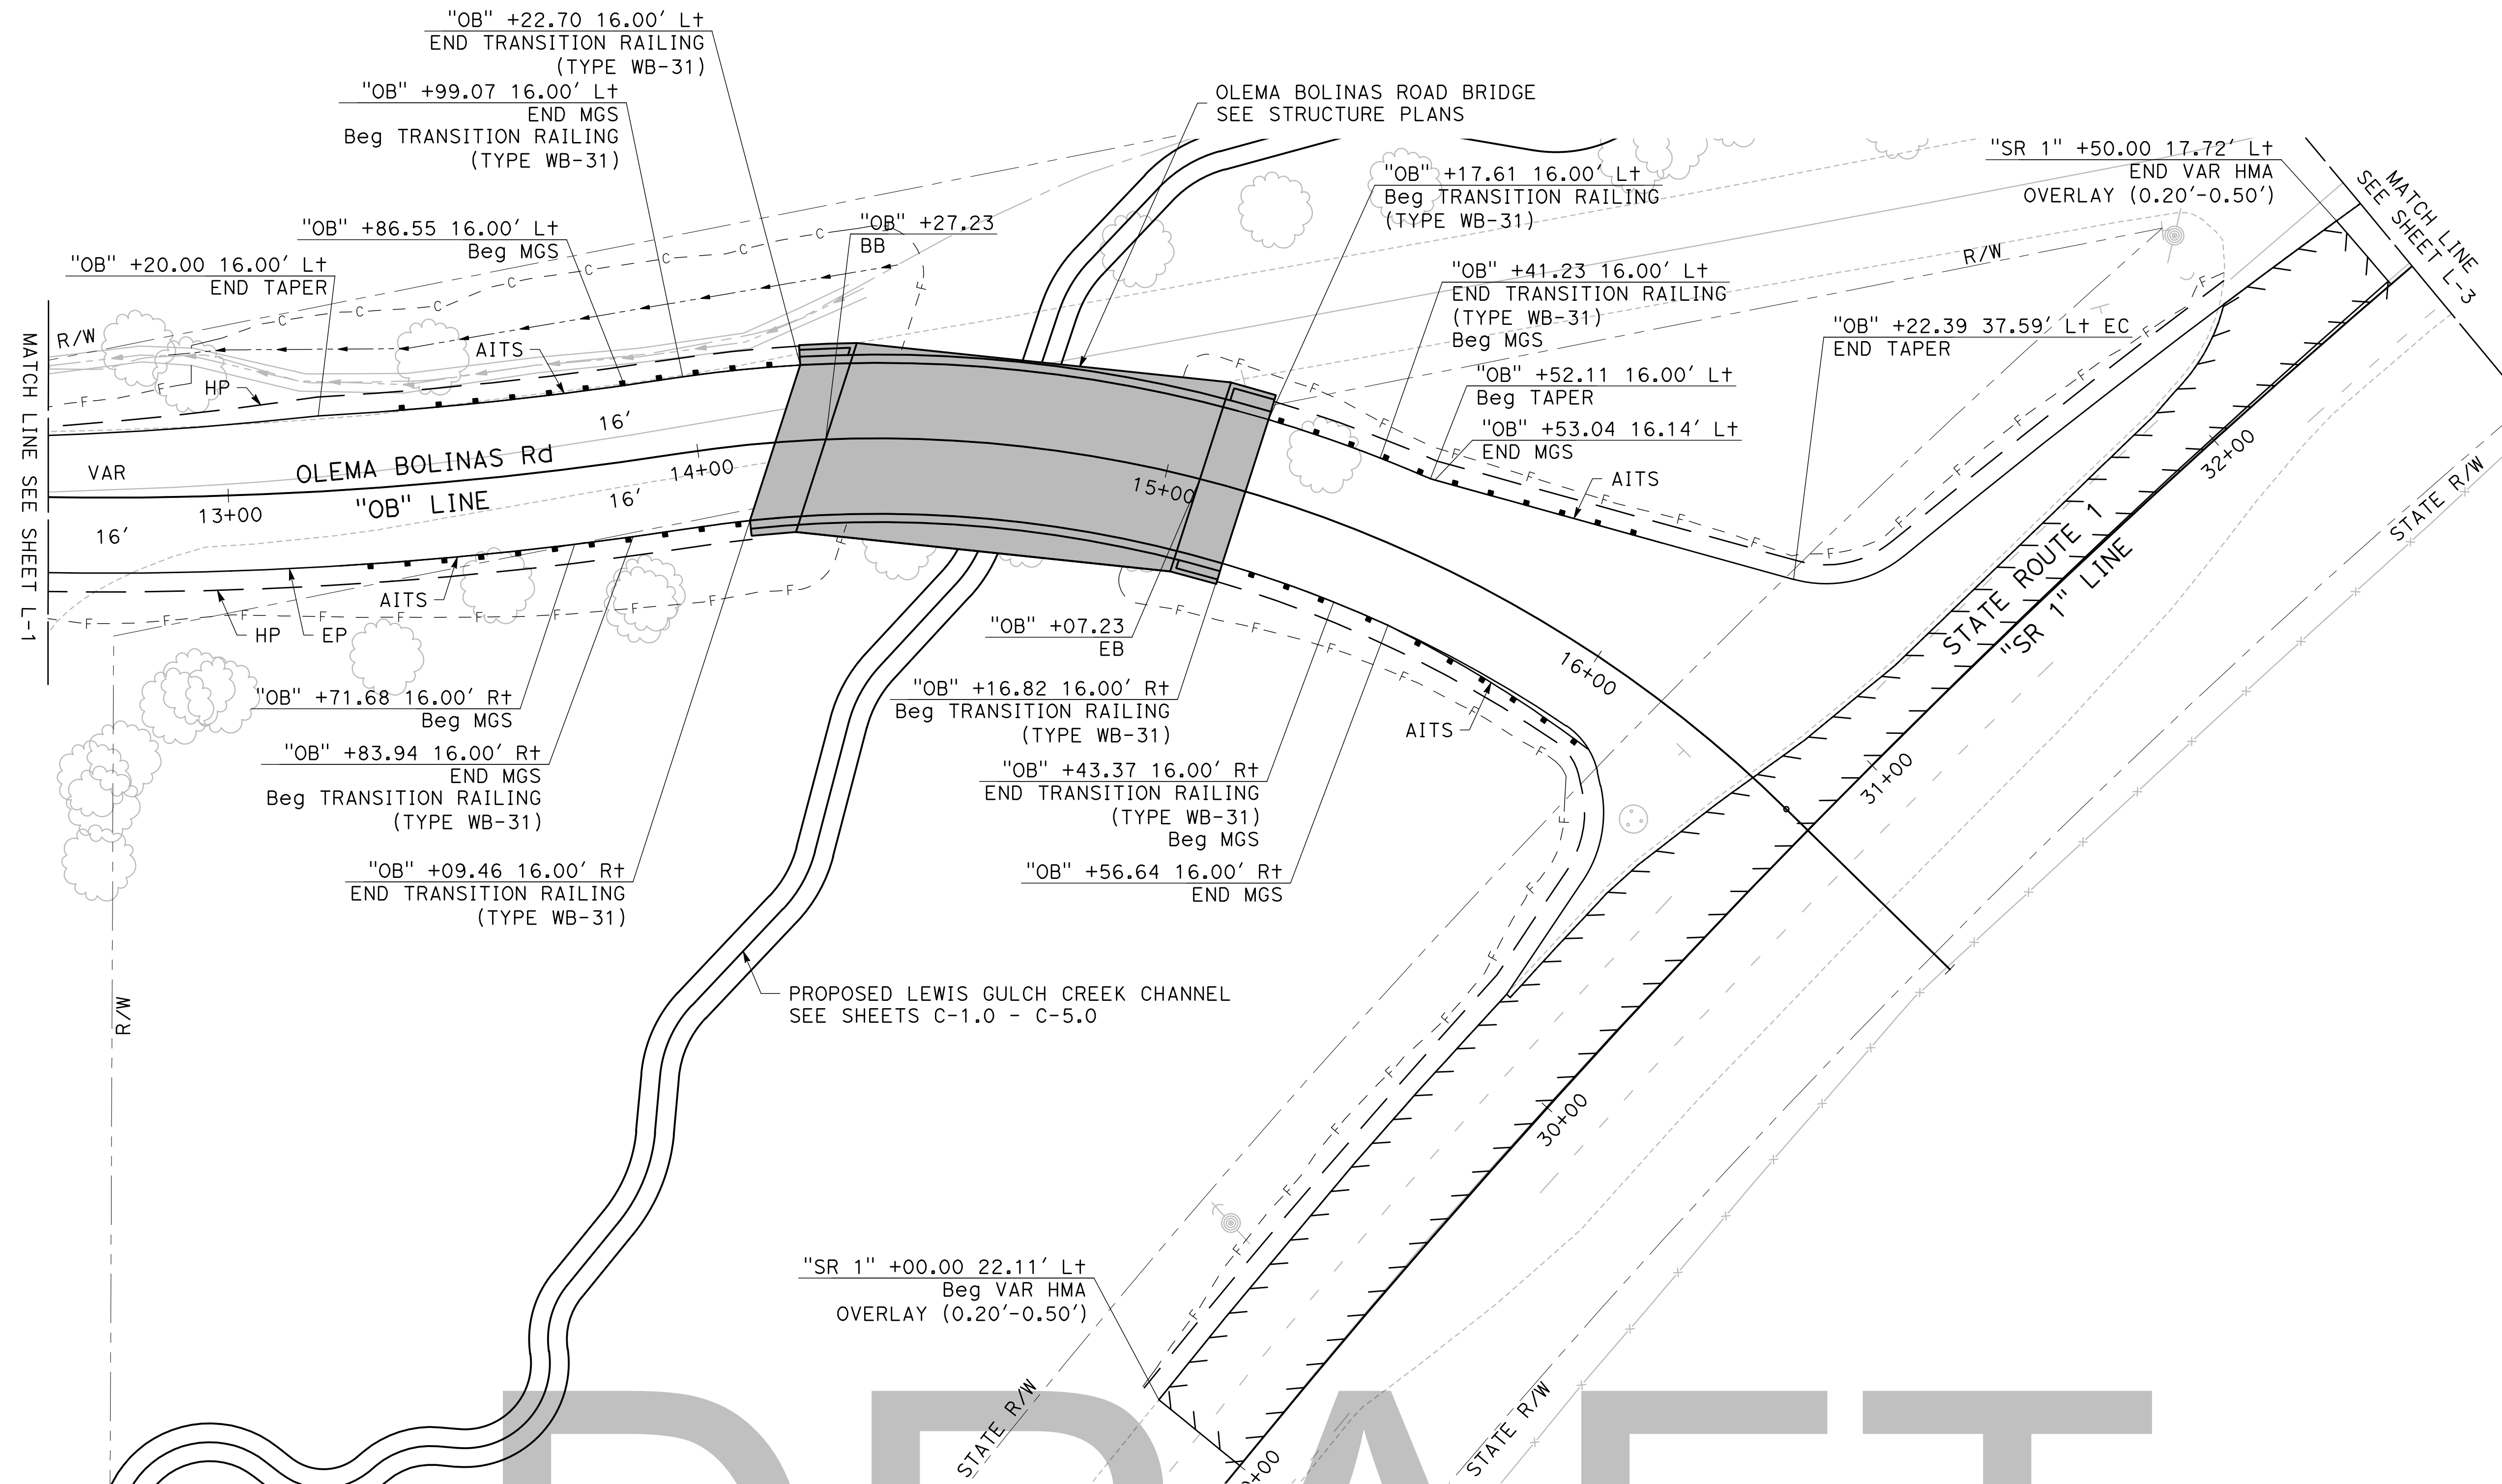 "OB" +22.70 16.00' Lt
END TRANSITION RAILING
(TYPE WB-31)
"OB" +99.07 16.00' Lt
END MGS
Beg TRANSITION RAILING
(TYPE WB-31)
"OB" +86.55 16.00' Lt
Beg MGS
"OB" +20.00 16.00' Lt
END TAPER
OLEMA BOLINAS ROAD BRIDGE
SEE STRUCTURE PLANS
"OB" +27.23
BB
"OB" +17.61 16.00' Lt
Beg TRANSITION RAILING
(TYPE WB-31)
"SR 1" +50.00 17.72' Lt
END VAR HMA
OVERLAY (0.20'-0.50')
MATCH LINE
SEE SHEET L-3
"OB" +41.23 16.00' Lt
END TRANSITION RAILING
(TYPE WB-31)
Beg MGS
"OB" +22.39 37.59' Lt EC
END TAPER
"OB" +52.11 16.00' Lt
Beg TAPER
"OB" +53.04 16.14' Lt
END MGS
AITS
R/W
MATCH LINE SEE SHEET L-1
R/W
AITS
HP
16'
VAR
OLEMA BOLINAS Rd
"OB" LINE
13+00
14+00
15+00
16+00
16'
16'
AITS
HP
EP
"OB" +71.68 16.00' Rt
Beg MGS
"OB" +83.94 16.00' Rt
END MGS
Beg TRANSITION RAILING
(TYPE WB-31)
"OB" +09.46 16.00' Rt
END TRANSITION RAILING
(TYPE WB-31)
"OB" +07.23
EB
"OB" +16.82 16.00' Rt
Beg TRANSITION RAILING
(TYPE WB-31)
"OB" +43.37 16.00' Rt
END TRANSITION RAILING
(TYPE WB-31)
Beg MGS
"OB" +56.64 16.00' Rt
END MGS
AITS
STATE ROUTE 1
"SR 1" LINE
32+00
31+00
30+00
STATE R/W
PROPOSED LEWIS GULCH CREEK CHANNEL
SEE SHEETS C-1.0 - C-5.0
R/W
"SR 1" +00.00 22.11' Lt
Beg VAR HMA
OVERLAY (0.20'-0.50')
STATE R/W
STATE R/W
DRAFT